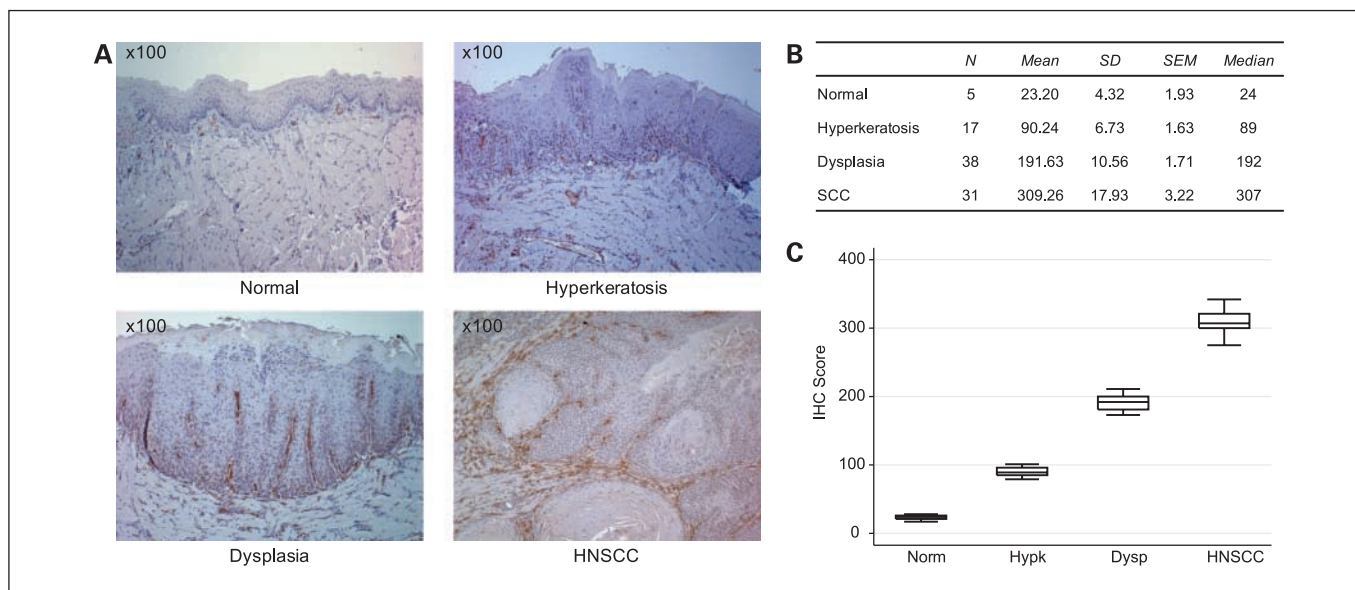 A
x100
x100
Normal
Hyperkeratosis
x100
x100
Dysplasia
HNSCC
B
N Mean SD SEM Median
Normal 5 23.20 4.32 1.93 24
Hyperkeratosis 17 90.24 6.73 1.63 89
Dysplasia 38 191.63 10.56 1.71 192
SCC 31 309.26 17.93 3.22 307
C
IHC Score
400
300
200
100
0
Norm Hypk Dysp HNSCC